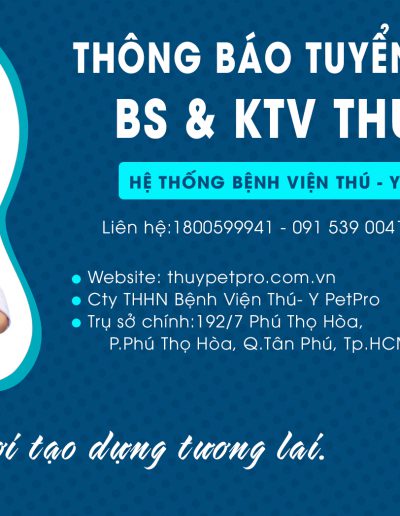 THÔNG BÁO TUYỂN
BS & KTV THÚ
HỆ THỐNG BỆNH VIỆN THÚ - Y
Liên hệ:1800599941 - 091 539 0041
Website: thuypetpro.com.vn
Cty THHN Bệnh Viện Thú- Y PetPro
Trụ sở chính:192/7 Phú Thọ Hòa,
P.Phú Thọ Hòa, Q.Tân Phú, Tp.HCM
tạo dựng tương lai.